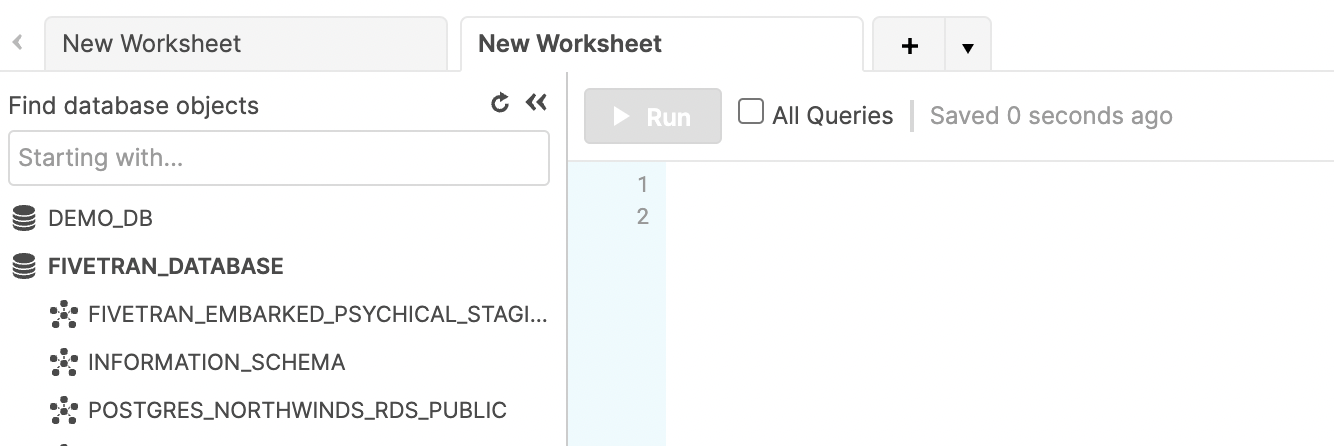 New Worksheet
New Worksheet
+
Find database objects
Run
All Queries
Saved 0 seconds ago
Starting with...
1
2
DEMO_DB
FIVETRAN_DATABASE
FIVETRAN_EMBARKED_PSYCHICAL_STAGI...
INFORMATION_SCHEMA
POSTGRES_NORTHWINDS_RDS_PUBLIC